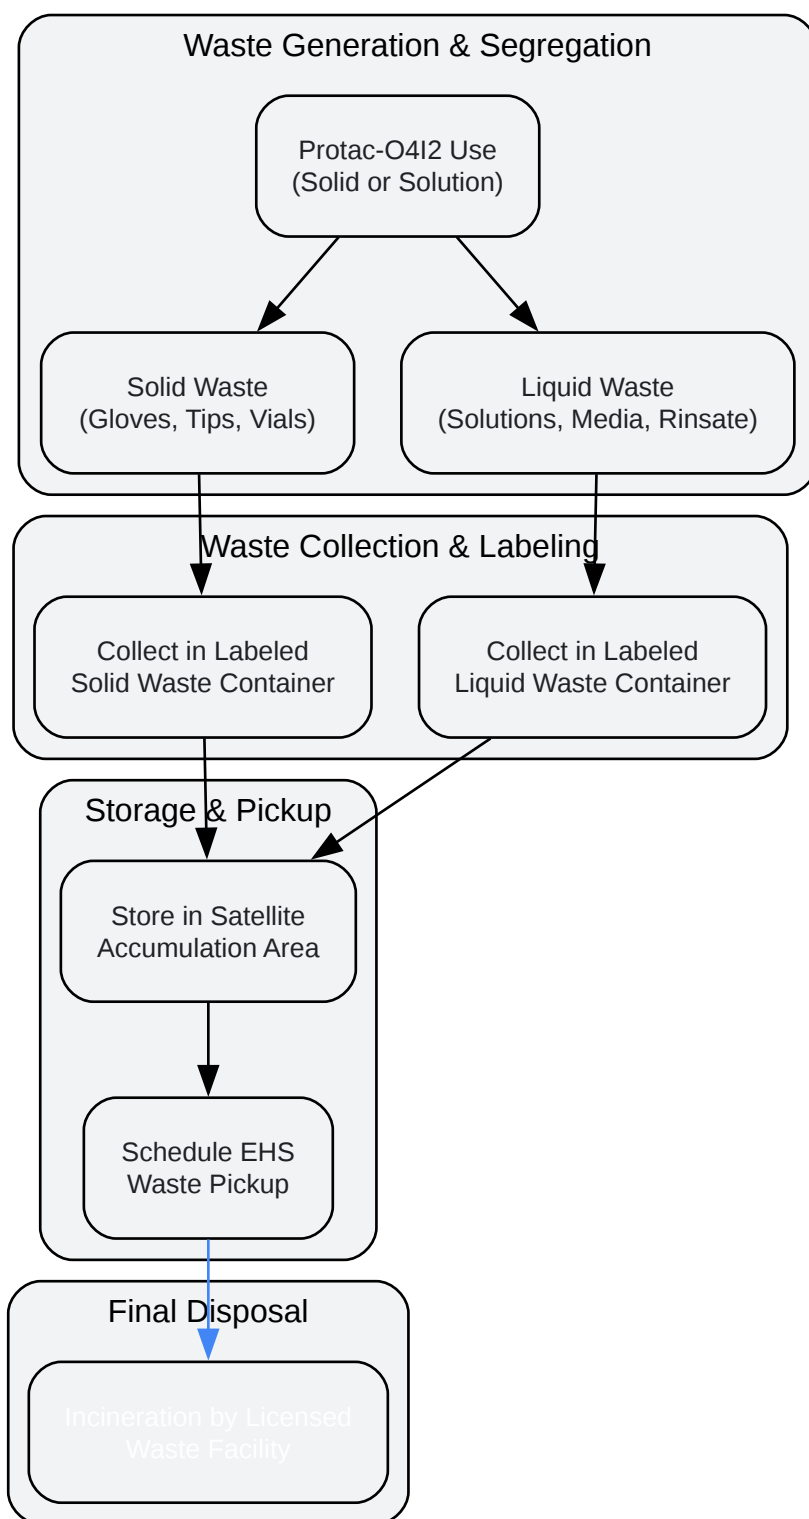 Waste Generation & Segregation
Protac-O4I2 Use
(Solid or Solution)
Solid Waste
(Gloves, Tips, Vials)
Liquid Waste
(Solutions, Media, Rinsate)
Waste Collection & Labeling
Collect in Labeled
Solid Waste Container
Collect in Labeled
Liquid Waste Container
Storage & Pickup
Store in Satellite
Accumulation Area
Schedule EHS
Waste Pickup
Final Disposal
Incineration by Licensed
Waste Facility